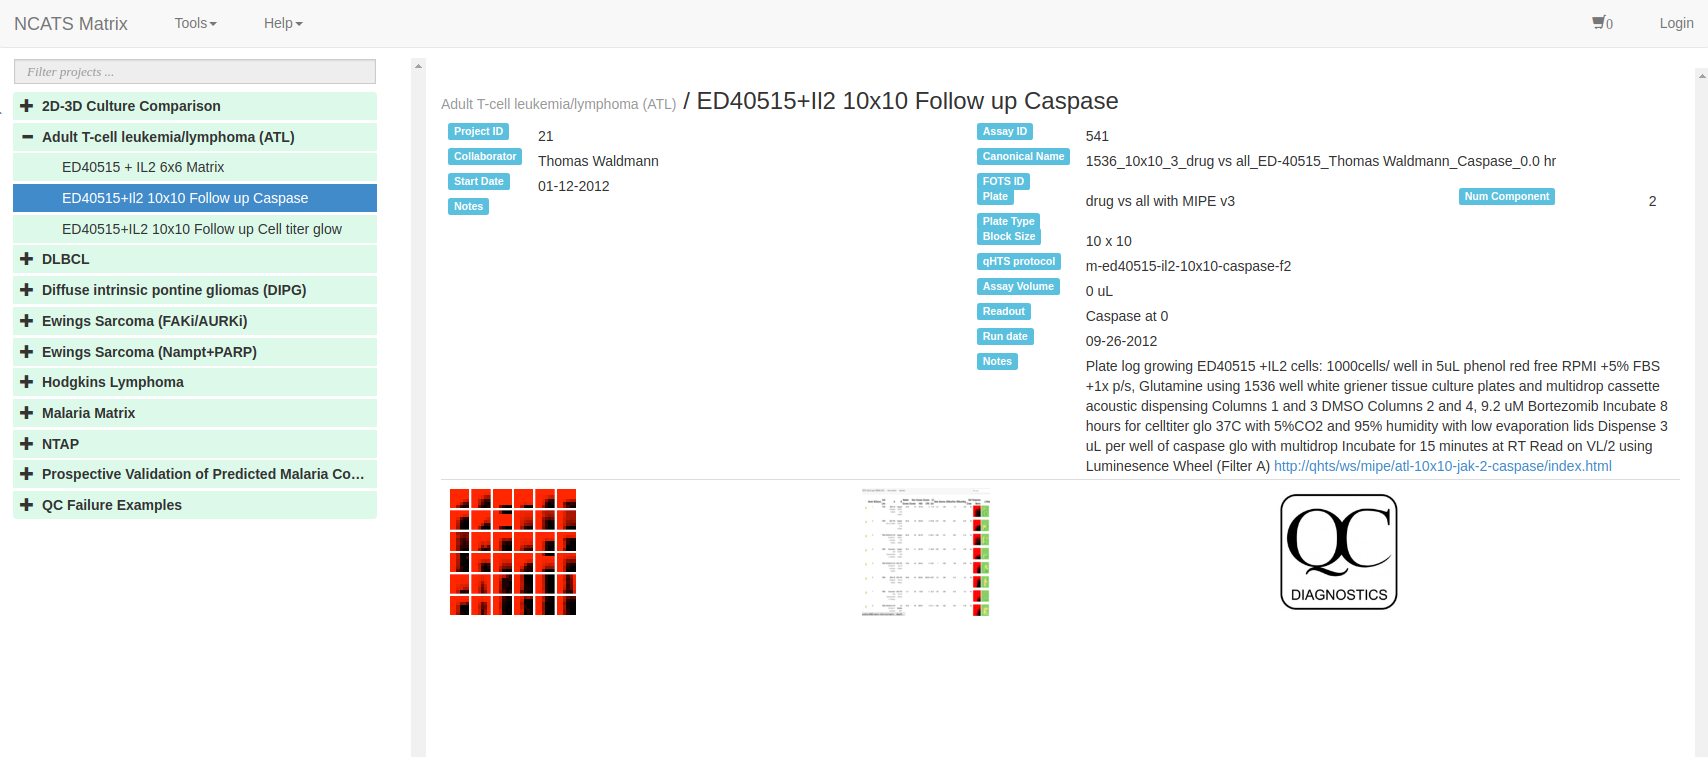 NCATS Matrix Tools Help 0 Login
Filter projects ...
2D-3D Culture Comparison
Adult T-cell leukemia/lymphoma (ATL)
ED40515 + IL2 6x6 Matrix
ED40515+Il2 10x10 Follow up Caspase
ED40515+IL2 10x10 Follow up Cell titer glow
DLBCL
Diffuse intrinsic pontine gliomas (DIPG)
Ewings Sarcoma (FAKi/AURKi)
Ewings Sarcoma (Nampt+PARP)
Hodgkins Lymphoma
Malaria Matrix
NTAP
Prospective Validation of Predicted Malaria Co...
QC Failure Examples
Adult T-cell leukemia/lymphoma (ATL) / ED40515+Il2 10x10 Follow up Caspase
Project ID 21
Collaborator Thomas Waldmann
Start Date 01-12-2012
Notes
Assay ID 541
Canonical Name 1536_10x10_3_drug vs all_ED-40515_Thomas Waldmann_Caspase_0.0 hr
FOTS ID
Plate drug vs all with MIPE v3 Num Component 2
Plate Type
Block Size 10 x 10
qHTS protocol m-ed40515-il2-10x10-caspase-f2
Assay Volume 0 uL
Readout Caspase at 0
Run date 09-26-2012
Notes Plate log growing ED40515 +IL2 cells: 1000cells/ well in 5uL phenol red free RPMI +5% FBS
+1x p/s, Glutamine using 1536 well white griener tissue culture plates and multidrop cassette
acoustic dispensing Columns 1 and 3 DMSO Columns 2 and 4, 9.2 uM Bortezomib Incubate 8
hours for celltiter glo 37C with 5%CO2 and 95% humidity with low evaporation lids Dispense 3
uL per well of caspase glo with multidrop Incubate for 15 minutes at RT Read on VL/2 using
Luminesence Wheel (Filter A) http://qhts/ws/mipe/atl-10x10-jak-2-caspase/index.html
QC
DIAGNOSTICS